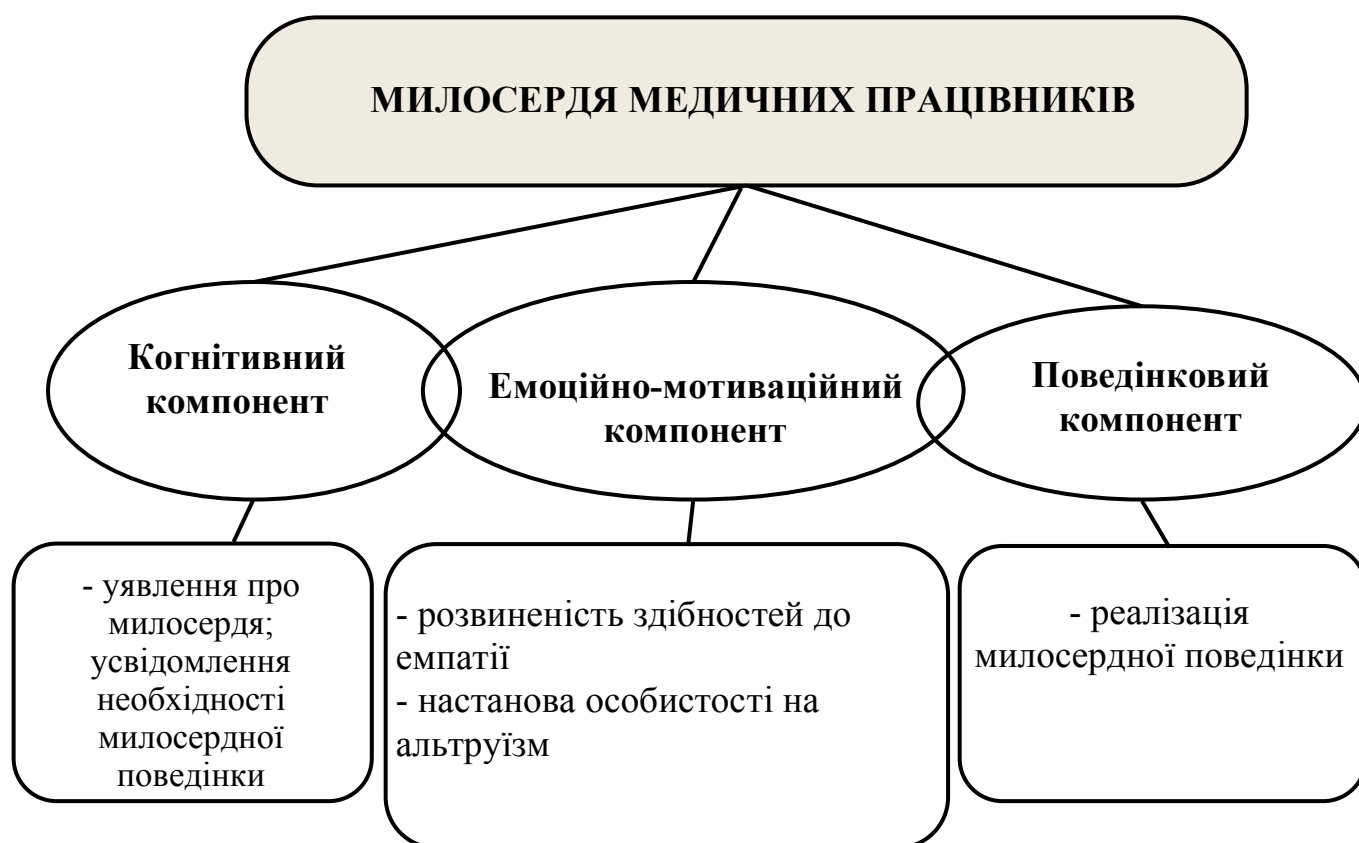 МИЛОСЕРДЯ МЕДИЧНИХ ПРАЦІВНИКІВ
Когнітивний
компонент
Емоційно-мотиваційний
компонент
Поведінковий
компонент
- уявлення про
милосердя;
усвідомлення
необхідності
милосердної
поведінки
- розвиненість здібностей до
емпатії
- настанова особистості на
альтруїзм
- реалізація
милосердної поведінки